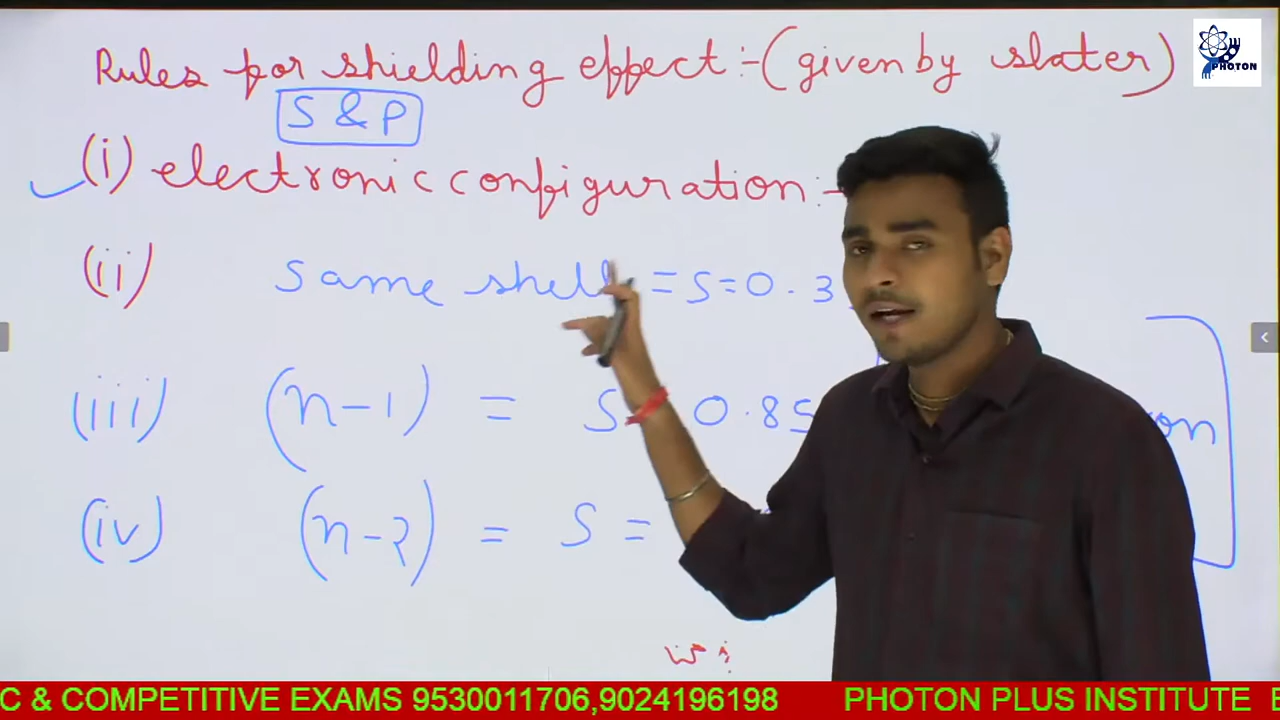 Rules for shielding effect :- (given by slater)
PHOTON
S & P
(i) electronic configuration :-
(ii) Same shell = S = 0.3
(iii) (n-1) = S 0.85
(iv) (n-2) = S =
C & COMPETITIVE EXAMS 9530011706,9024196198 PHOTON PLUS INSTITUTE